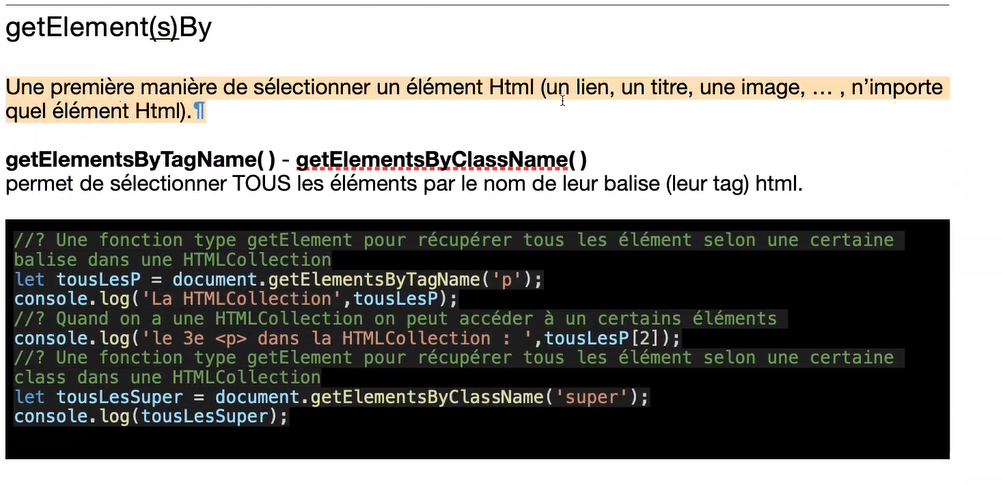 getElement(s)By
Une première manière de sélectionner un élément Html (un lien, un titre, une image, … , n’importe
quel élément Html).¶
getElementsByTagName( ) - getElementsByClassName( )
permet de sélectionner TOUS les éléments par le nom de leur balise (leur tag) html.
//? Une fonction type getElement pour récupérer tous les élément selon une certaine
balise dans une HTMLCollection
let tousLesP = document.getElementsByTagName('p');
console.log('La HTMLCollection',tousLesP);
//? Quand on a une HTMLCollection on peut accéder à un certains éléments
console.log('le 3e <p> dans la HTMLCollection : ',tousLesP[2]);
//? Une fonction type getElement pour récupérer tous les élément selon une certaine
class dans une HTMLCollection
let tousLesSuper = document.getElementsByClassName('super');
console.log(tousLesSuper);